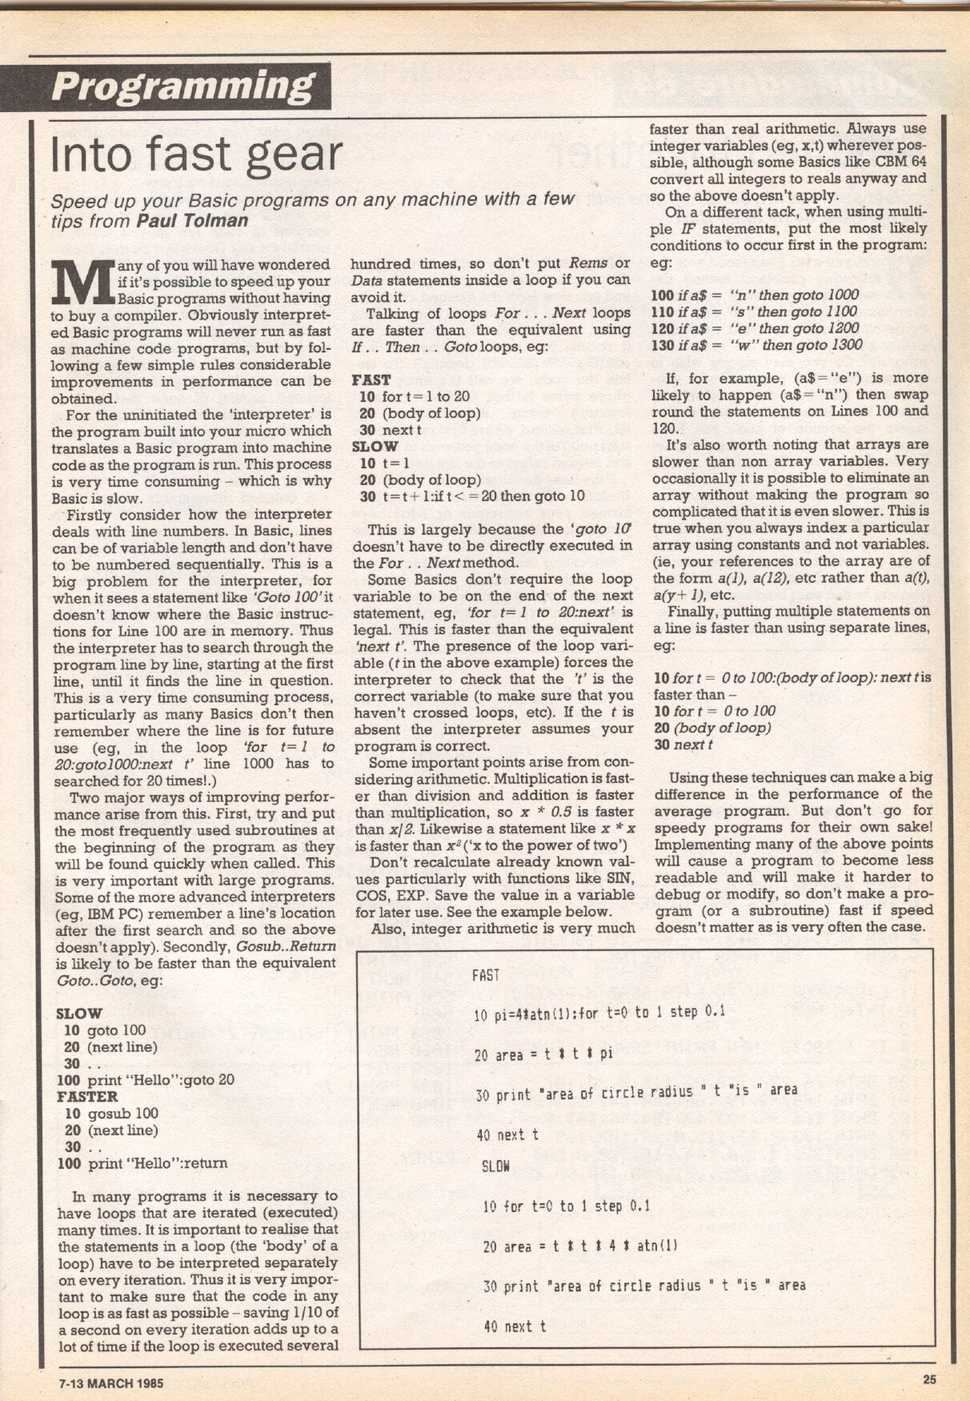 Programming
Into fast gear
Speed up your Basic programs on any machine with a few
tips from Paul Tolman
Many of you will have wondered
if it's possible to speed up your
Basic programs without having
to buy a compiler. Obviously interpret-
ed Basic programs will never run as fast
as machine code programs, but by fol-
lowing a few simple rules considerable
improvements in performance can be
obtained.
For the uninitiated the 'interpreter' is
the program built into your micro which
translates a Basic program into machine
code as the program is run. This process
is very time consuming – which is why
Basic is slow.
Firstly consider how the interpreter
deals with line numbers. In Basic, lines
can be of variable length and don't have
to be numbered sequentially. This is a
big problem for the interpreter, for
when it sees a statement like 'Goto 100' it
doesn't know where the Basic instruc-
tions for Line 100 are in memory. Thus
the interpreter has to search through the
program line by line, starting at the first
line, until it finds the line in question.
This is a very time consuming process,
particularly as many Basics don't then
remember where the line is for future
use (eg, in the loop 'for t=1 to
20:goto1000:next t' line 1000 has to
searched for 20 times!.)
Two major ways of improving perfor-
mance arise from this. First, try and put
the most frequently used subroutines at
the beginning of the program as they
will be found quickly when called. This
is very important with large programs.
Some of the more advanced interpreters
(eg, IBM PC) remember a line's location
after the first search and so the above
doesn't apply). Secondly, Gosub..Return
is likely to be faster than the equivalent
Goto..Goto, eg:
SLOW
10 goto 100
20 (next line)
30 . .
100 print "Hello":goto 20
FASTER
10 gosub 100
20 (next line)
30 . .
100 print "Hello":return
In many programs it is necessary to
have loops that are iterated (executed)
many times. It is important to realise that
the statements in a loop (the 'body' of a
loop) have to be interpreted separately
on every iteration. Thus it is very impor-
tant to make sure that the code in any
loop is as fast as possible – saving 1/10 of
a second on every iteration adds up to a
lot of time if the loop is executed several
hundred times, so don't put Rems or
Data statements inside a loop if you can
avoid it.
Talking of loops For . . . Next loops
are faster than the equivalent using
If . . Then . . Goto loops, eg:
FAST
10 for t=1 to 20
20 (body of loop)
30 next t
SLOW
10 t=1
20 (body of loop)
30 t=t+1:if t<=20 then goto 10
This is largely because the 'goto 10'
doesn't have to be directly executed in
the For . . Next method.
Some Basics don't require the loop
variable to be on the end of the next
statement, eg, 'for t=1 to 20:next' is
legal. This is faster than the equivalent
'next t'. The presence of the loop vari-
able (t in the above example) forces the
interpreter to check that the 't' is the
correct variable (to make sure that you
haven't crossed loops, etc). If the t is
absent the interpreter assumes your
program is correct.
Some important points arise from con-
sidering arithmetic. Multiplication is fast-
er than division and addition is faster
than multiplication, so x * 0.5 is faster
than x/2. Likewise a statement like x * x
is faster than x² ('x to the power of two')
Don't recalculate already known val-
ues particularly with functions like SIN,
COS, EXP. Save the value in a variable
for later use. See the example below.
Also, integer arithmetic is very much
faster than real arithmetic. Always use
integer variables (eg, x,t) wherever pos-
sible, although some Basics like CBM 64
convert all integers to reals anyway and
so the above doesn't apply.
On a different tack, when using multi-
ple IF statements, put the most likely
conditions to occur first in the program:
eg:
100 if a$ = "n" then goto 1000
110 if a$ = "s" then goto 1100
120 if a$ = "e" then goto 1200
130 if a$ = "w" then goto 1300
If, for example, (a$="e") is more
likely to happen (a$="n") then swap
round the statements on Lines 100 and
120.
It's also worth noting that arrays are
slower than non array variables. Very
occasionally it is possible to eliminate an
array without making the program so
complicated that it is even slower. This is
true when you always index a particular
array using constants and not variables.
(ie, your references to the array are of
the form a(1), a(12), etc rather than a(t),
a(y+1), etc.
Finally, putting multiple statements on
a line is faster than using separate lines,
eg:
10 for t = 0 to 100:(body of loop): next t is
faster than –
10 for t = 0 to 100
20 (body of loop)
30 next t
Using these techniques can make a big
difference in the performance of the
average program. But don't go for
speedy programs for their own sake!
Implementing many of the above points
will cause a program to become less
readable and will make it harder to
debug or modify, so don't make a pro-
gram (or a subroutine) fast if speed
doesn't matter as is very often the case.
FAST
10 pi=4*atn(1):for t=0 to 1 step 0.1
20 area = t * t * pi
30 print "area of circle radius " t "is " area
40 next t
SLOW
10 for t=0 to 1 step 0.1
20 area = t * t * 4 * atn(1)
30 print "area of circle radius " t "is " area
40 next t
7-13 MARCH 1985
25